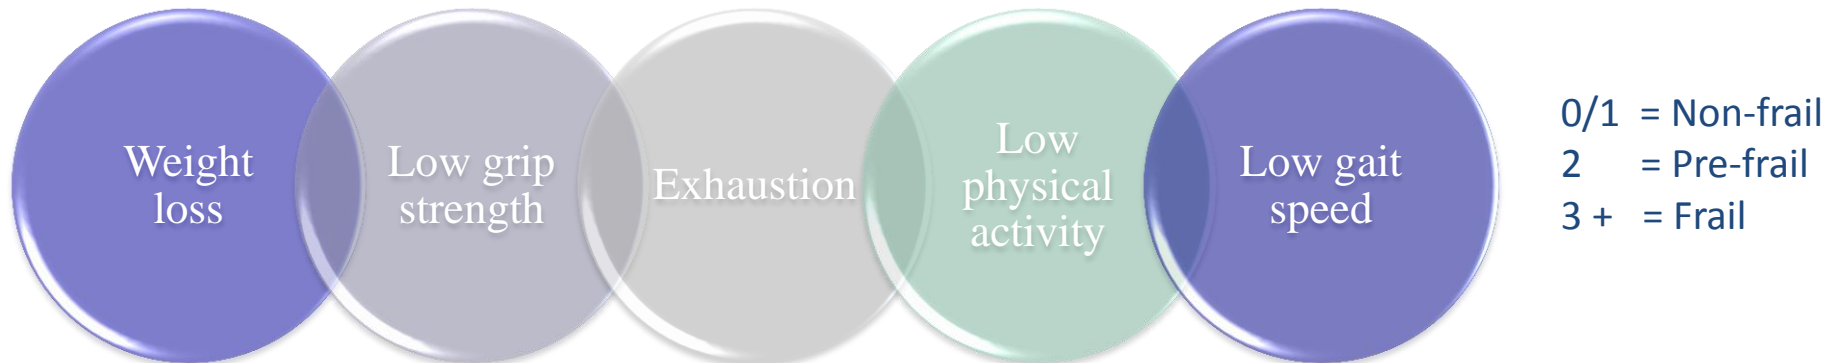 Weight
loss
Low grip
strength
Exhaustion
Low
physical
activity
Low gait
speed
0/1 = Non-frail
2 = Pre-frail
3 + = Frail